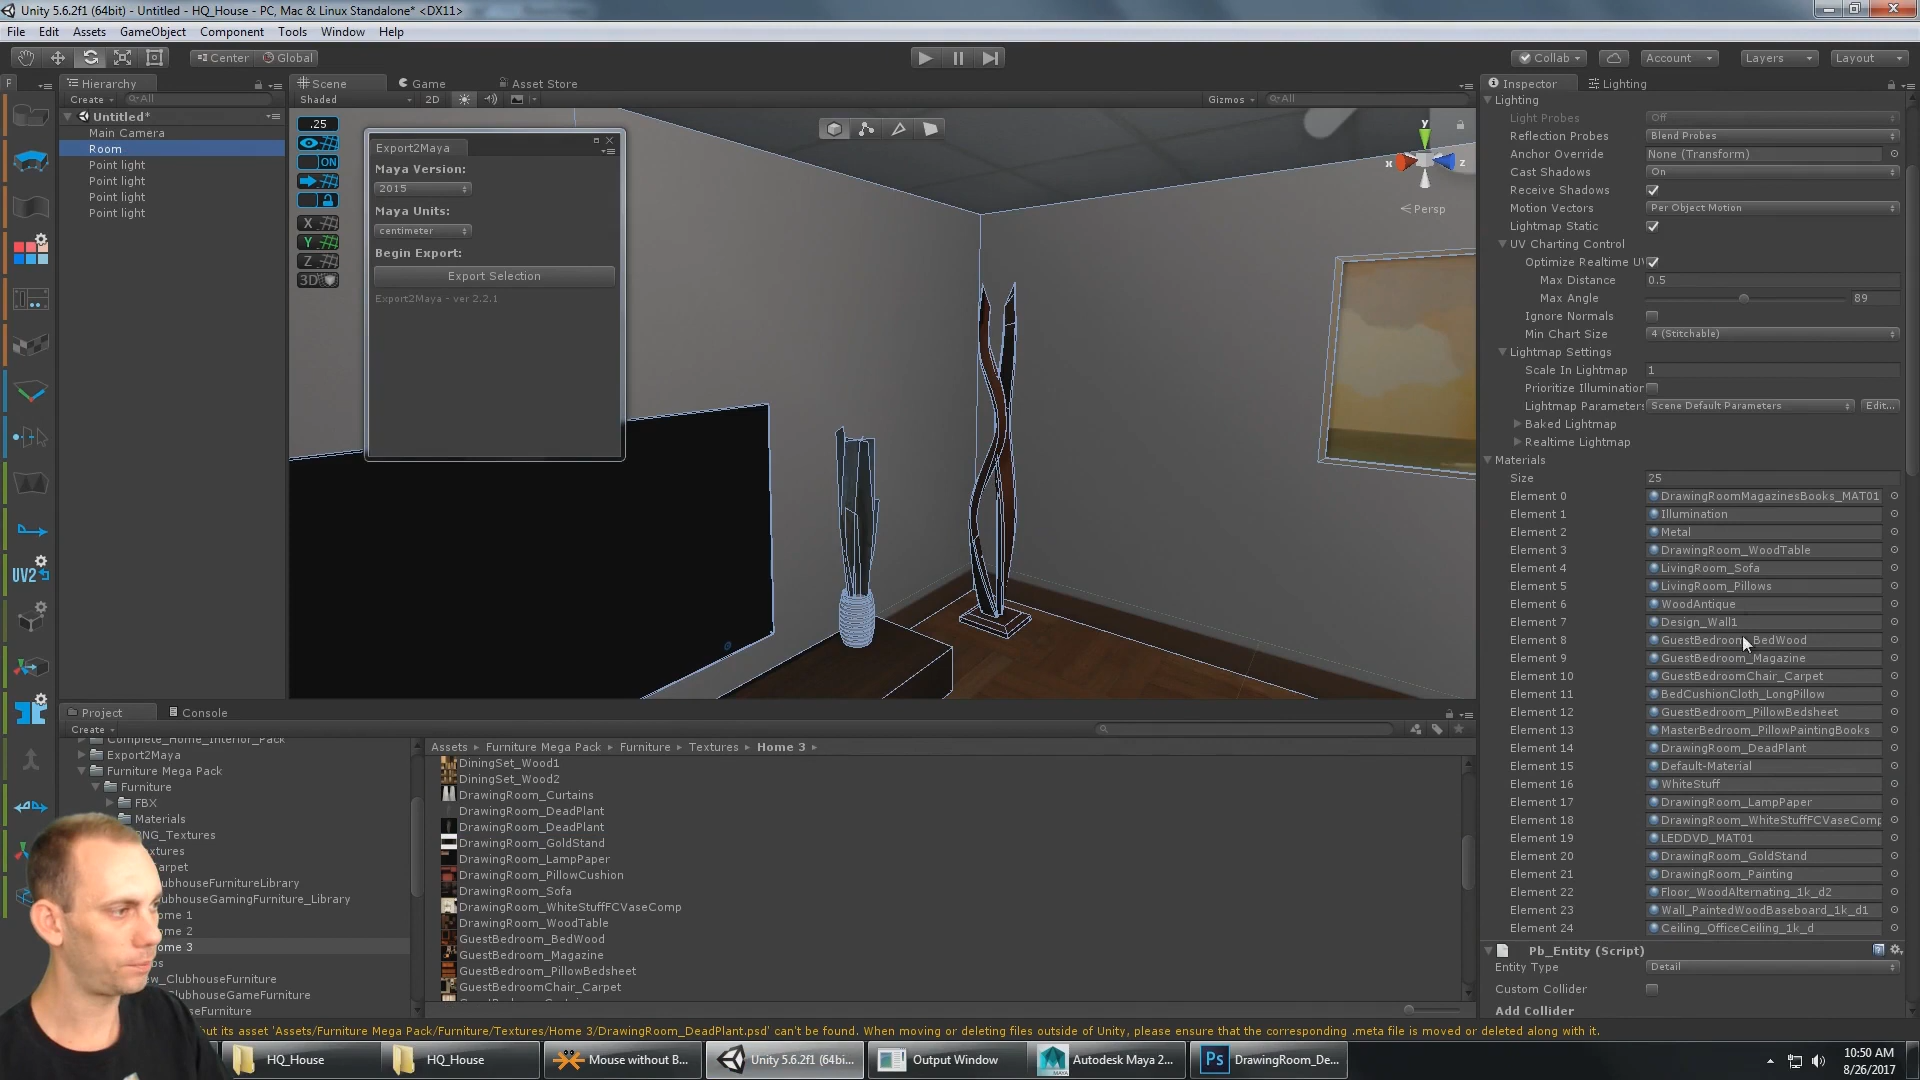 Unity 5.6.2f1 (64bit) - Untitled - HQ_House - PC, Mac & Linux Standalone* <DX11>
File Edit Assets GameObject Component Tools Window Help
Center Global Collab Account Layers Layout
Hierarchy
Create All
Untitled*
Main Camera
Room
Point light
Point light
Point light
Point light
Scene Game Asset Store
Shaded 2D Gizmos All
.25
ON
X
Y
Z
3D
Export2Maya
Maya Version:
2015
Maya Units:
centimeter
Begin Export:
Export Selection
Export2Maya - ver 2.2.1
y
x z
Persp
Inspector Lighting
Lighting
Light Probes Off
Reflection Probes Blend Probes
Anchor Override None (Transform)
Cast Shadows On
Receive Shadows
Motion Vectors Per Object Motion
Lightmap Static
UV Charting Control
Optimize Realtime U
Max Distance 0.5
Max Angle 89
Ignore Normals
Min Chart Size 4 (Stitchable)
Lightmap Settings
Scale In Lightmap 1
Prioritize Illumination
Lightmap Parameters Scene Default Parameters Edit...
Baked Lightmap
Realtime Lightmap
Materials
Size 25
Element 0 DrawingRoomMagazinesBooks_MAT01
Element 1 Illumination
Element 2 Metal
Element 3 DrawingRoom_WoodTable
Element 4 LivingRoom_Sofa
Element 5 LivingRoom_Pillows
Element 6 WoodAntique
Element 7 Design_Wall1
Element 8 GuestBedroom_BedWood
Element 9 GuestBedroom_Magazine
Element 10 GuestBedroomChair_Carpet
Element 11 BedCushionCloth_LongPillow
Element 12 GuestBedroom_PillowBedsheet
Element 13 MasterBedroom_PillowPaintingBooks
Element 14 DrawingRoom_DeadPlant
Element 15 Default-Material
Element 16 WhiteStuff
Element 17 DrawingRoom_LampPaper
Element 18 DrawingRoom_WhiteStuffFCVaseComp
Element 19 LEDDVD_MAT01
Element 20 DrawingRoom_GoldStand
Element 21 DrawingRoom_Painting
Element 22 Floor_WoodAlternating_1k_d2
Element 23 Wall_PaintedWoodBaseboard_1k_d1
Element 24 Ceiling_OfficeCeiling_1k_d
Pb_Entity (Script)
Entity Type Detail
Custom Collider
Add Collider
UV2
Project Console
Create
Complete_Home_Interior_Pack
Export2Maya
Furniture Mega Pack
Furniture
FBX
Materials
PNG_Textures
extures
arpet
lubhouseFurnitureLibrary
lubhouseGamingFurniture_Library
ome 1
ome 2
ome 3
ps
ew_ClubhouseFurniture
lubhouseGameFurniture
seFurniture
Assets Furniture Mega Pack Furniture Textures Home 3
DiningSet_Wood1
DiningSet_Wood2
DrawingRoom_Curtains
DrawingRoom_DeadPlant
DrawingRoom_DeadPlant
DrawingRoom_GoldStand
DrawingRoom_LampPaper
DrawingRoom_PillowCushion
DrawingRoom_Sofa
DrawingRoom_WhiteStuffFCVaseComp
DrawingRoom_WoodTable
GuestBedroom_BedWood
GuestBedroom_Magazine
GuestBedroom_PillowBedsheet
GuestBedroomChair_Carpet
but its asset 'Assets/Furniture Mega Pack/Furniture/Textures/Home 3/DrawingRoom_DeadPlant.psd' can't be found. When moving or deleting files outside of Unity, please ensure that the corresponding .meta file is moved or deleted along with it.
HQ_House HQ_House Mouse without B... Unity 5.6.2f1 (64bi... Output Window Autodesk Maya 2... Ps DrawingRoom_De...
10:50 AM
8/26/2017